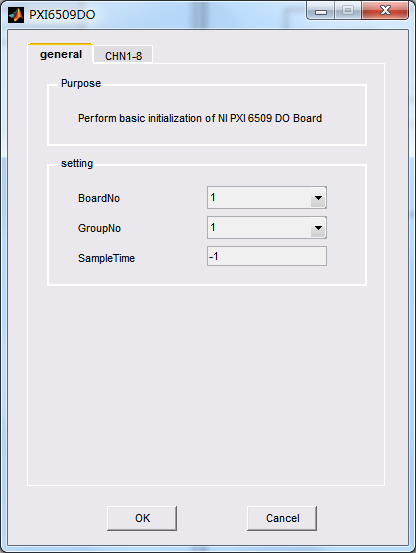 PXI6509DO
general
CHN1-8
Purpose
Perform basic initialization of NI PXI 6509 DO Board
setting
BoardNo 1
GroupNo 1
SampleTime -1
OK Cancel